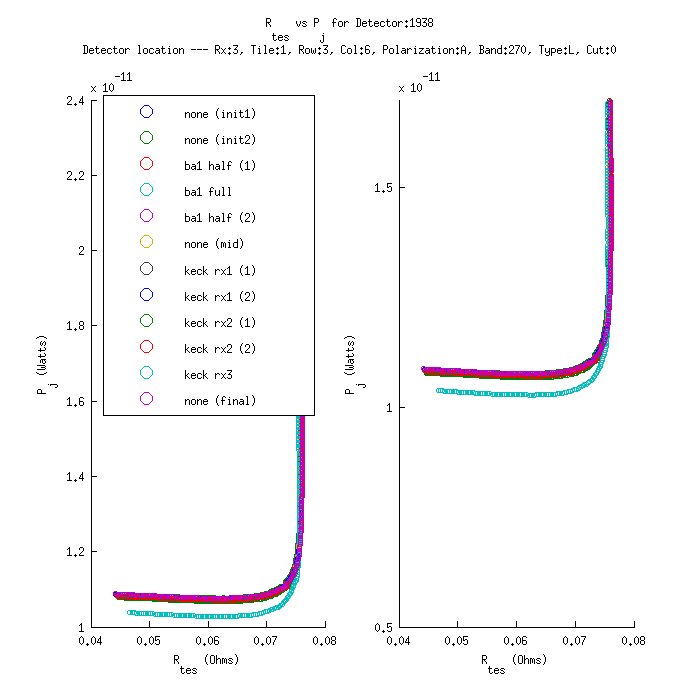 R    vs P  for Detector:1938
tes     j
Detector location --- Rx:3, Tile:1, Row:3, Col:6, Polarization:A, Band:270, Type:L, Cut:0
x 10-11
x 10-11
2.4
2.2
2
1.8
1.6
1.4
1.2
1
P j (Watts)
none (init1)
none (init2)
ba1 half (1)
ba1 full
ba1 half (2)
none (mid)
keck rx1 (1)
keck rx1 (2)
keck rx2 (1)
keck rx2 (2)
keck rx3
none (final)
0.04 0.05 0.06 0.07 0.08
R tes (Ohms)
1.5
1
0.5
P j (Watts)
0.04 0.05 0.06 0.07 0.08
R tes (Ohms)